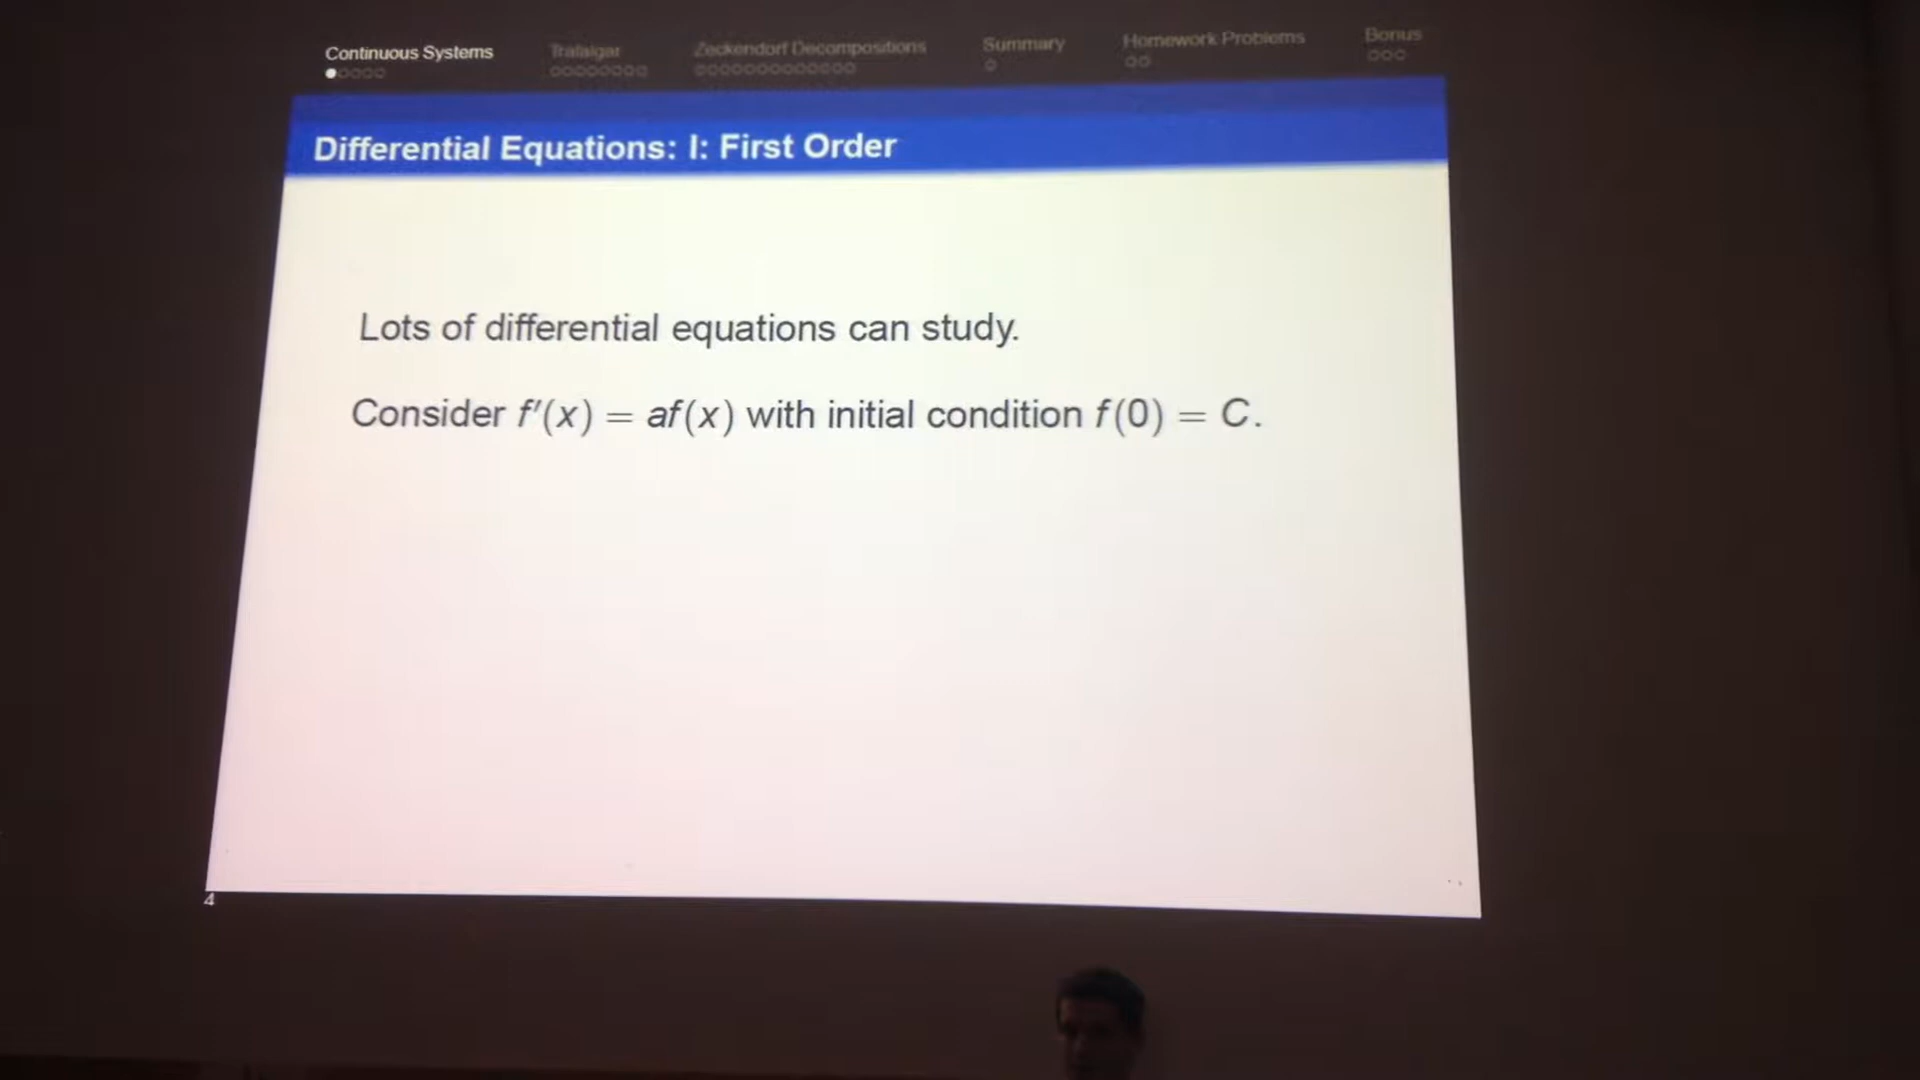 Continuous Systems Trafalgar Zeckendorf Decompositions Summary Homework Problems Bonus
Differential Equations: I: First Order
Lots of differential equations can study.
Consider f′(x) = af(x) with initial condition f(0) = C.
4